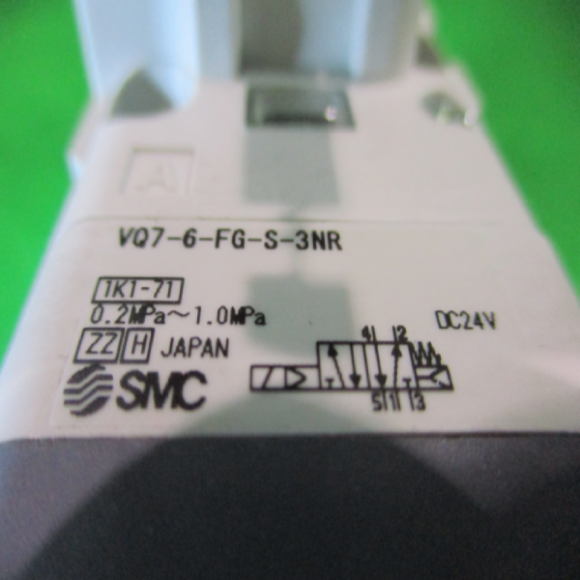 A
VQ7-6-FG-S-3NR
1K1-71
0.2MPa～1.0MPa
DC24V
ZZ H JAPAN
SMC
4 2
5 1 3